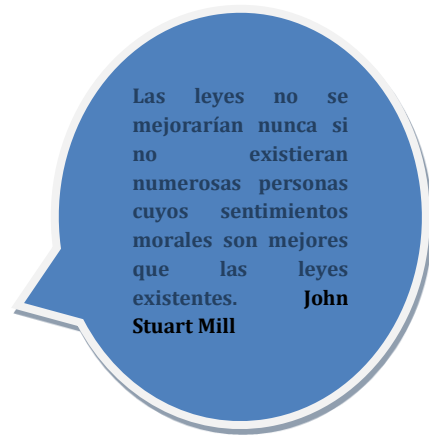 Las leyes no se
mejorarían nunca si
no existieran
numerosas personas
cuyos sentimientos
morales son mejores
que las leyes
existentes. John
Stuart Mill